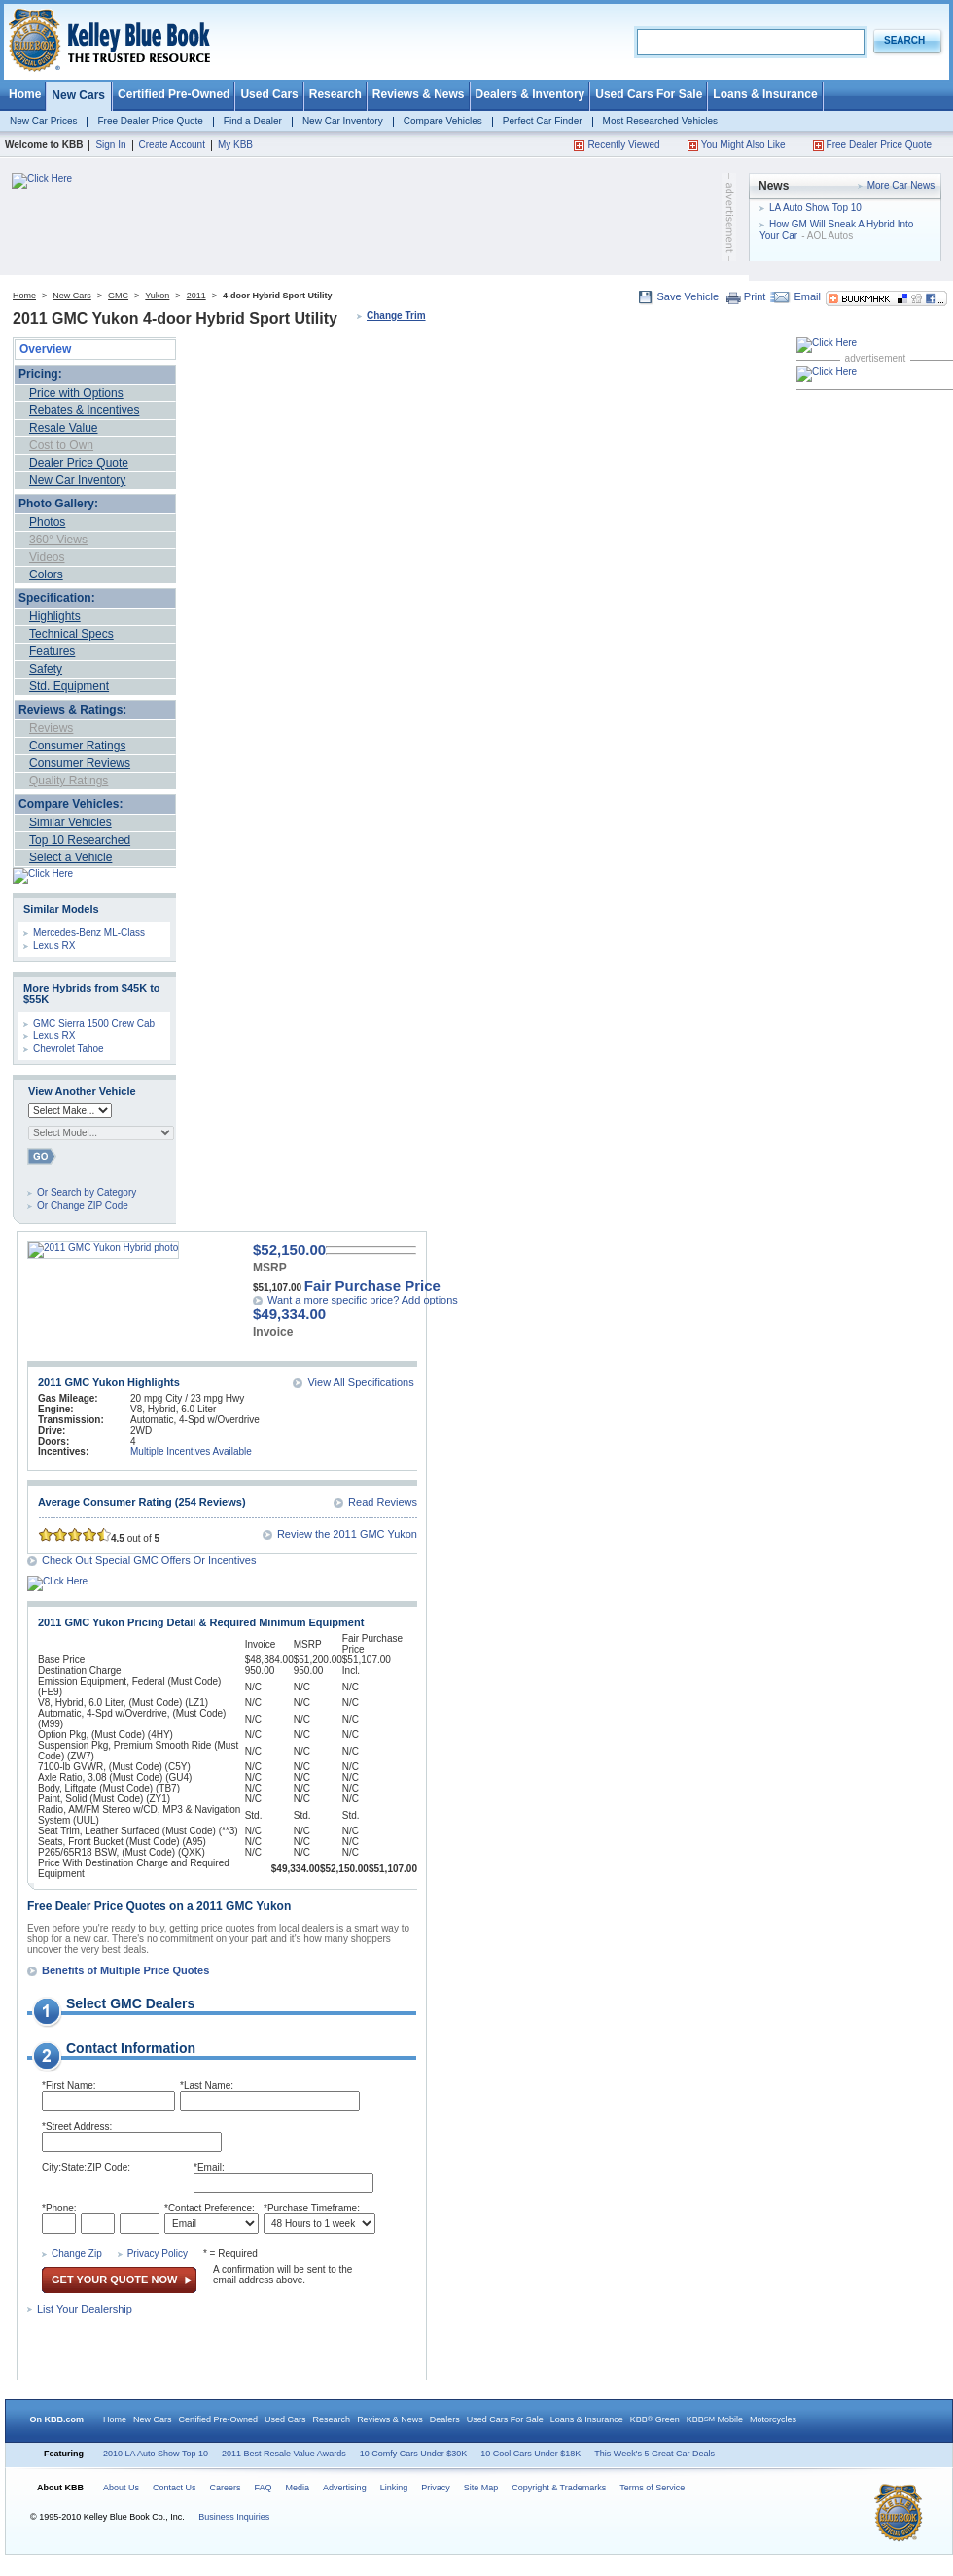 Kelley Blue Book
THE TRUSTED RESOURCE
SEARCH
Home New Cars Certified Pre-Owned Used Cars Research Reviews & News Dealers & Inventory Used Cars For Sale Loans & Insurance
New Car Prices | Free Dealer Price Quote | Find a Dealer | New Car Inventory | Compare Vehicles | Perfect Car Finder | Most Researched Vehicles
Welcome to KBB | Sign In | Create Account | My KBB Recently Viewed You Might Also Like Free Dealer Price Quote
Click Here
– advertisement –
News More Car News
LA Auto Show Top 10
How GM Will Sneak A Hybrid Into
Your Car - AOL Autos
Home > New Cars > GMC > Yukon > 2011 > 4-door Hybrid Sport Utility
Save Vehicle Print Email BOOKMARK ...
2011 GMC Yukon 4-door Hybrid Sport Utility Change Trim
Click Here
advertisement
Click Here
Overview
Pricing:
Price with Options
Rebates & Incentives
Resale Value
Cost to Own
Dealer Price Quote
New Car Inventory
Photo Gallery:
Photos
360° Views
Videos
Colors
Specification:
Highlights
Technical Specs
Features
Safety
Std. Equipment
Reviews & Ratings:
Reviews
Consumer Ratings
Consumer Reviews
Quality Ratings
Compare Vehicles:
Similar Vehicles
Top 10 Researched
Select a Vehicle
Click Here
Similar Models
Mercedes-Benz ML-Class
Lexus RX
More Hybrids from $45K to
$55K
GMC Sierra 1500 Crew Cab
Lexus RX
Chevrolet Tahoe
View Another Vehicle
Select Make...
Select Model...
GO
Or Search by Category
Or Change ZIP Code
2011 GMC Yukon Hybrid photo
$52,150.00
MSRP
$51,107.00 Fair Purchase Price
Want a more specific price? Add options
$49,334.00
Invoice
2011 GMC Yukon Highlights View All Specifications
Gas Mileage: 20 mpg City / 23 mpg Hwy
Engine: V8, Hybrid, 6.0 Liter
Transmission: Automatic, 4-Spd w/Overdrive
Drive: 2WD
Doors: 4
Incentives: Multiple Incentives Available
Average Consumer Rating (254 Reviews) Read Reviews
4.5 out of 5 Review the 2011 GMC Yukon
Check Out Special GMC Offers Or Incentives
Click Here
2011 GMC Yukon Pricing Detail & Required Minimum Equipment
Invoice MSRP Fair Purchase
Price
Base Price $48,384.00 $51,200.00 $51,107.00
Destination Charge 950.00 950.00 Incl.
Emission Equipment, Federal (Must Code)
(FE9) N/C N/C N/C
V8, Hybrid, 6.0 Liter, (Must Code) (LZ1) N/C N/C N/C
Automatic, 4-Spd w/Overdrive, (Must Code)
(M99) N/C N/C N/C
Option Pkg, (Must Code) (4HY) N/C N/C N/C
Suspension Pkg, Premium Smooth Ride (Must
Code) (ZW7) N/C N/C N/C
7100-lb GVWR, (Must Code) (C5Y) N/C N/C N/C
Axle Ratio, 3.08 (Must Code) (GU4) N/C N/C N/C
Body, Liftgate (Must Code) (TB7) N/C N/C N/C
Paint, Solid (Must Code) (ZY1) N/C N/C N/C
Radio, AM/FM Stereo w/CD, MP3 & Navigation
System (UUL) Std. Std. Std.
Seat Trim, Leather Surfaced (Must Code) (**3) N/C N/C N/C
Seats, Front Bucket (Must Code) (A95) N/C N/C N/C
P265/65R18 BSW, (Must Code) (QXK) N/C N/C N/C
Price With Destination Charge and Required
Equipment $49,334.00 $52,150.00 $51,107.00
Free Dealer Price Quotes on a 2011 GMC Yukon
Even before you're ready to buy, getting price quotes from local dealers is a smart way to
shop for a new car. There's no commitment on your part and it's how many shoppers
uncover the very best deals.
Benefits of Multiple Price Quotes
1 Select GMC Dealers
2 Contact Information
*First Name: *Last Name:
*Street Address:
City:State:ZIP Code: *Email:
*Phone: *Contact Preference: *Purchase Timeframe:
Email 48 Hours to 1 week
Change Zip Privacy Policy * = Required
GET YOUR QUOTE NOW
A confirmation will be sent to the
email address above.
List Your Dealership
On KBB.com Home New Cars Certified Pre-Owned Used Cars Research Reviews & News Dealers Used Cars For Sale Loans & Insurance KBB® Green KBB℠ Mobile Motorcycles
Featuring 2010 LA Auto Show Top 10 2011 Best Resale Value Awards 10 Comfy Cars Under $30K 10 Cool Cars Under $18K This Week's 5 Great Car Deals
About KBB About Us Contact Us Careers FAQ Media Advertising Linking Privacy Site Map Copyright & Trademarks Terms of Service
© 1995-2010 Kelley Blue Book Co., Inc. Business Inquiries